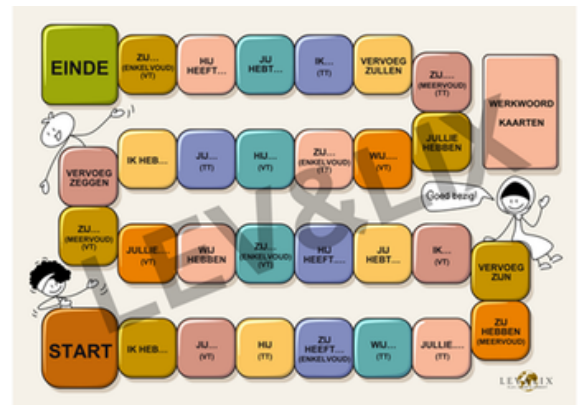 EINDE
ZIJ...
(ENKELVOUD)
(VT)
HIJ
HEEFT...
JIJ
HEBT...
IK...
(TT)
VERVOEG
ZULLEN
ZIJ....
(MEERVOUD)
(TT)
WERKWOORD
KAARTEN
VERVOEG
ZEGGEN
IK HEB...
JIJ...
(TT)
HIJ...
(VT)
ZIJ...
(ENKELVOUD)
(TT)
WIJ....
(VT)
JULLIE
HEBBEN
Goed bezig!
ZIJ...
(MEERVOUD)
(VT)
JULLIE...
(VT)
WIJ
HEBBEN
ZIJ...
(ENKELVOUD)
(VT)
HIJ
HEEFT....
JIJ
HEBT...
IK...
(VT)
VERVOEG
ZIJN
START
IK HEB...
JIJ...
(VT)
HIJ
(TT)
ZIJ
HEEFT...
(ENKELVOUD)
WIJ...
(TT)
JULLIE...
(TT)
ZIJ
HEBBEN
(MEERVOUD)
LEV&LIX
LEV&LIX